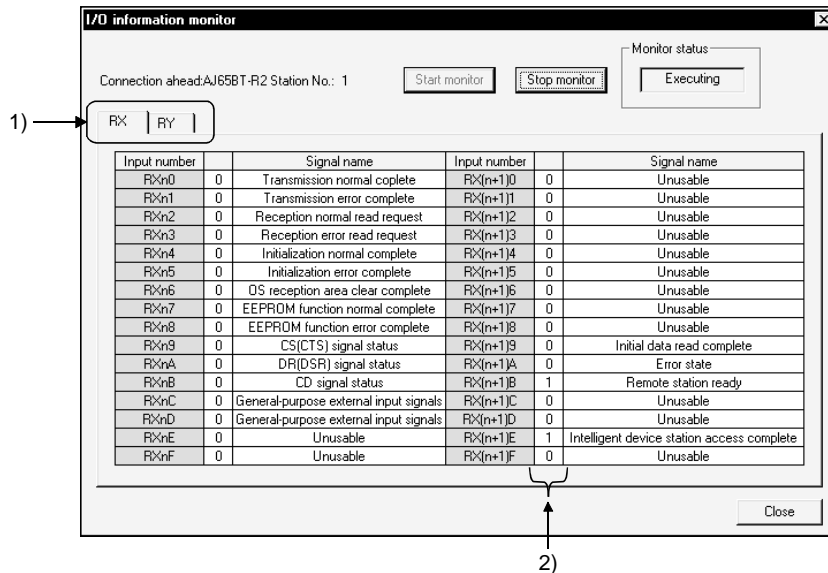 I/O information monitor
Monitor status
Connection ahead:AJ65BT-R2 Station No.: 1 Start monitor Stop monitor Executing
1) RX RY
Input number Signal name Input number Signal name
RXn0 0 Transmission normal coplete RX(n+1)0 0 Unusable
RXn1 0 Transmission error complete RX(n+1)1 0 Unusable
RXn2 0 Reception normal read request RX(n+1)2 0 Unusable
RXn3 0 Reception error read request RX(n+1)3 0 Unusable
RXn4 0 Initialization normal complete RX(n+1)4 0 Unusable
RXn5 0 Initialization error complete RX(n+1)5 0 Unusable
RXn6 0 OS reception area clear complete RX(n+1)6 0 Unusable
RXn7 0 EEPROM function normal complete RX(n+1)7 0 Unusable
RXn8 0 EEPROM function error complete RX(n+1)8 0 Unusable
RXn9 0 CS(CTS) signal status RX(n+1)9 0 Initial data read complete
RXnA 0 DR(DSR) signal status RX(n+1)A 0 Error state
RXnB 0 CD signal status RX(n+1)B 1 Remote station ready
RXnC 0 General-purpose external input signals RX(n+1)C 0 Unusable
RXnD 0 General-purpose external input signals RX(n+1)D 0 Unusable
RXnE 0 Unusable RX(n+1)E 1 Intelligent device station access complete
RXnF 0 Unusable RX(n+1)F 0 Unusable
Close
2)